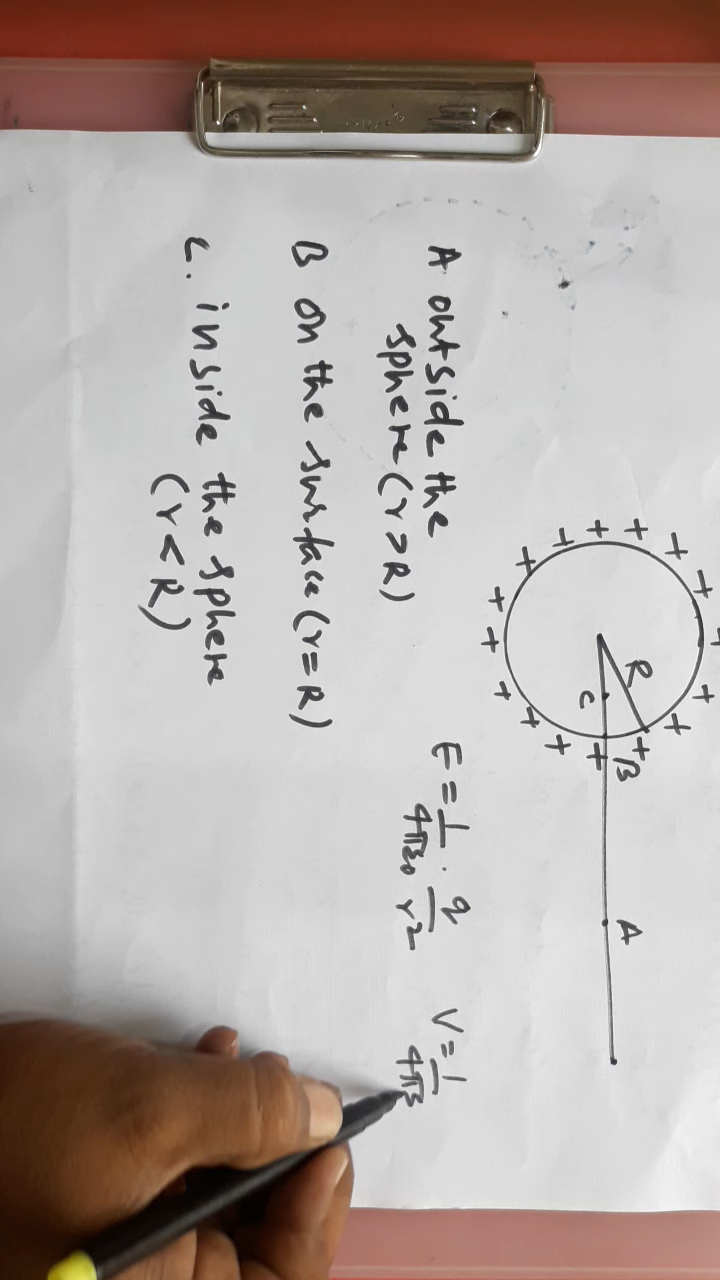 + + + + + + + + + + + + + + + + +
R
C
B
A
A outside the
sphere (r > R)
E = 1/4πε0 · q/r2
V = 1/4πε
B on the surface (r = R)
C. inside the sphere
(r < R)